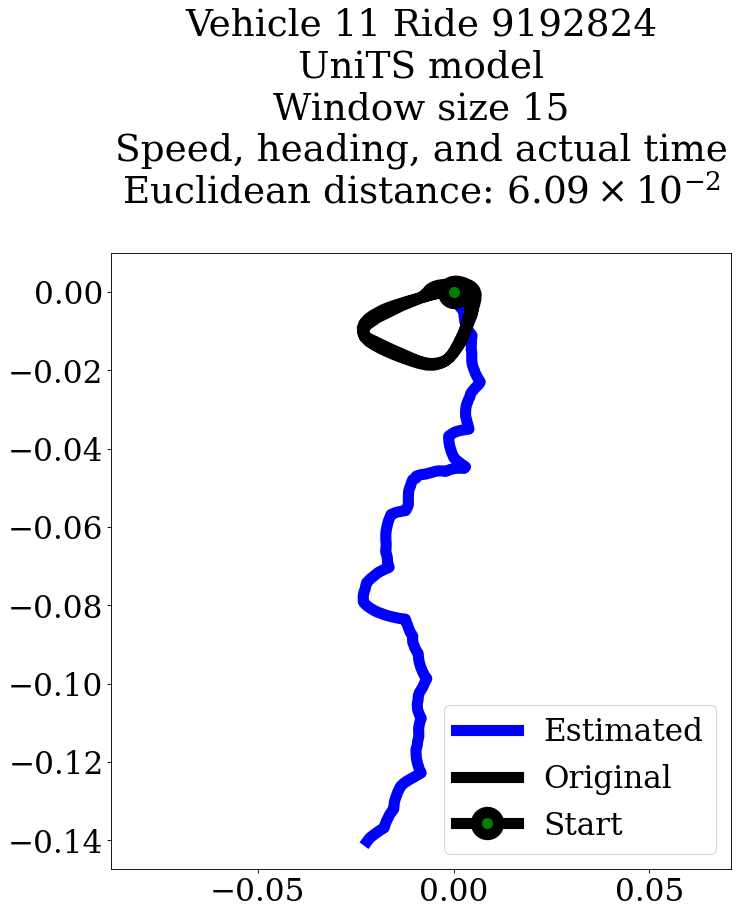 Vehicle 11 Ride 9192824
UniTS model
Window size 15
Speed, heading, and actual time
Euclidean distance: 6.09 × 10⁻²
0.00
−0.02
−0.04
−0.06
−0.08
−0.10
−0.12
−0.14
Estimated
Original
Start
−0.05 0.00 0.05